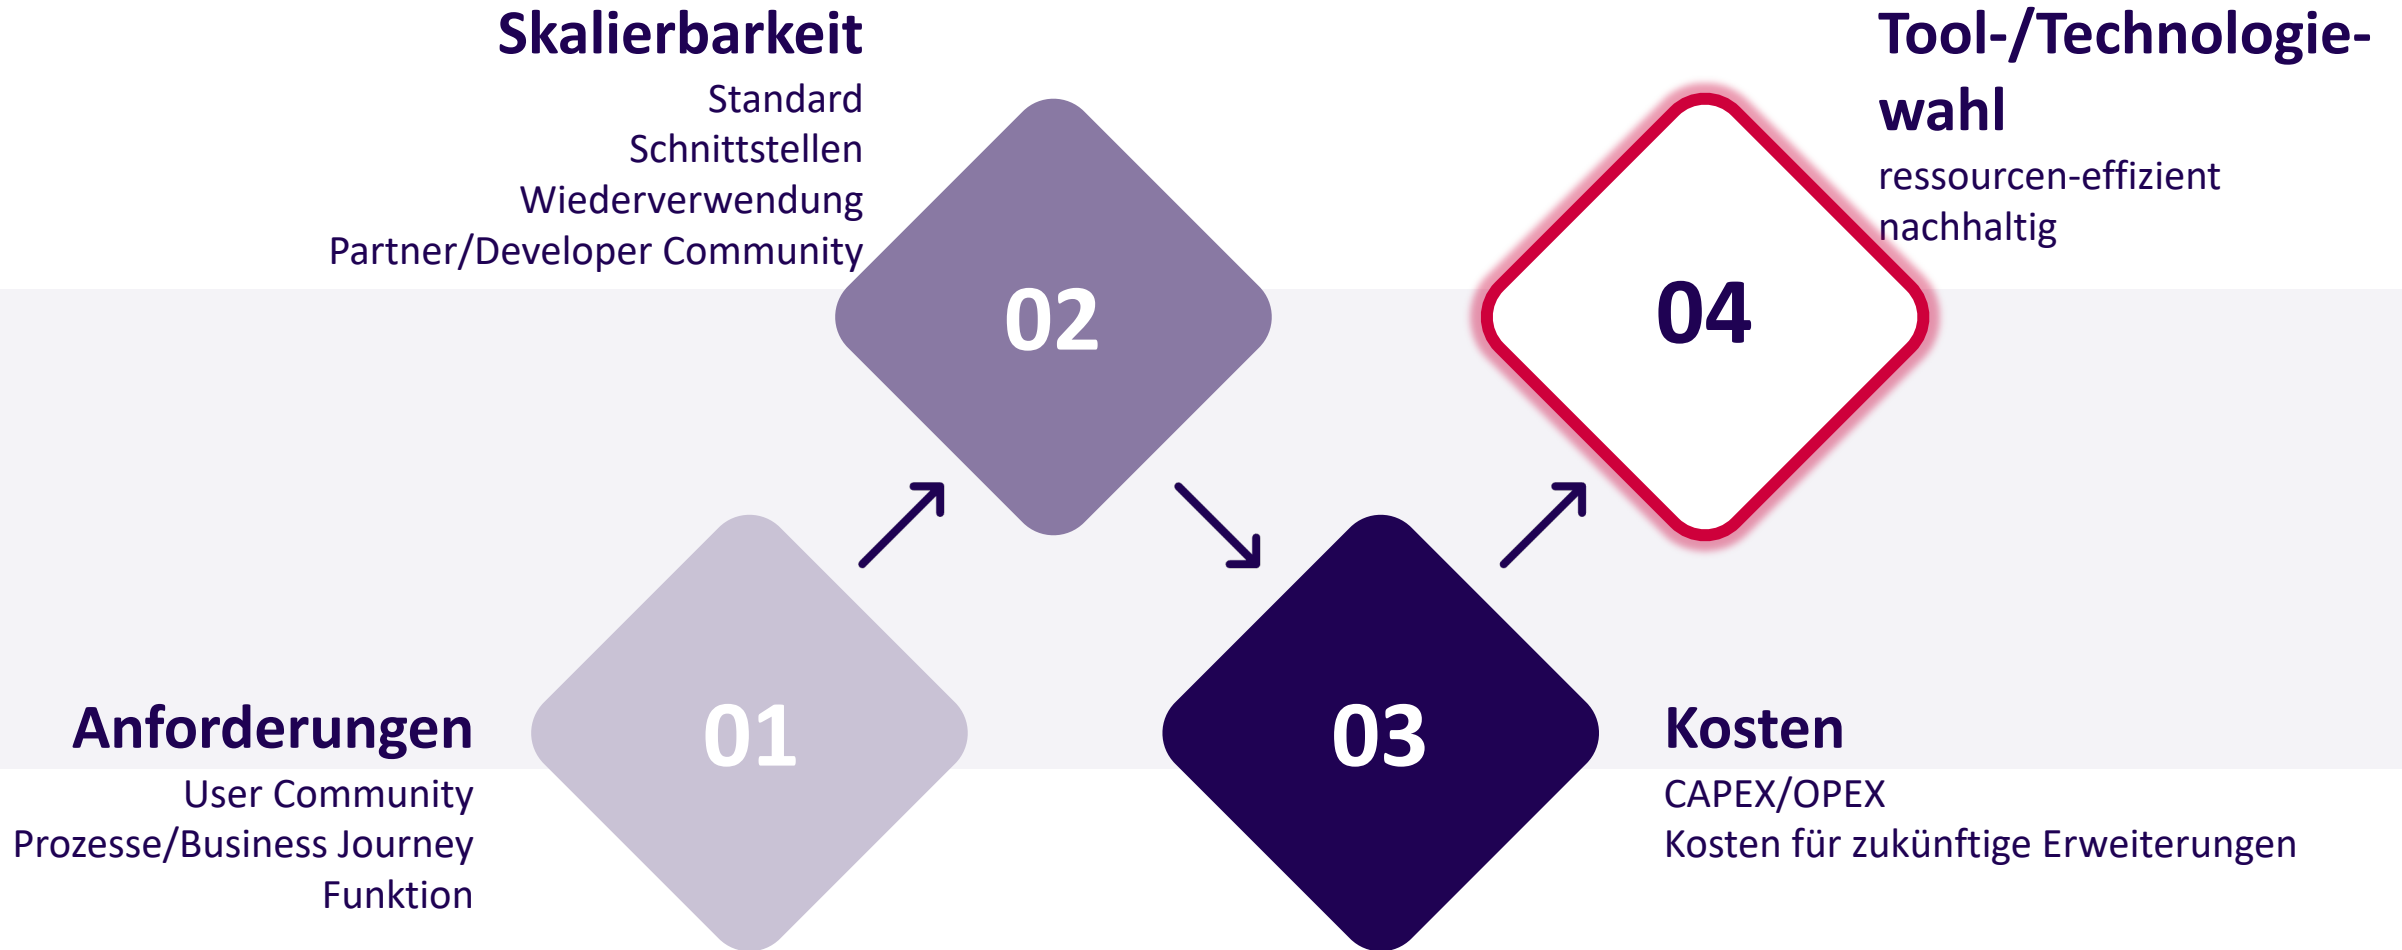 Skalierbarkeit
Standard
Schnittstellen
Wiederverwendung
Partner/Developer Community
02
Tool-/Technologie-
wahl
ressourcen-effizient
nachhaltig
04
Anforderungen
User Community
Prozesse/Business Journey
Funktion
01
03
Kosten
CAPEX/OPEX
Kosten für zukünftige Erweiterungen